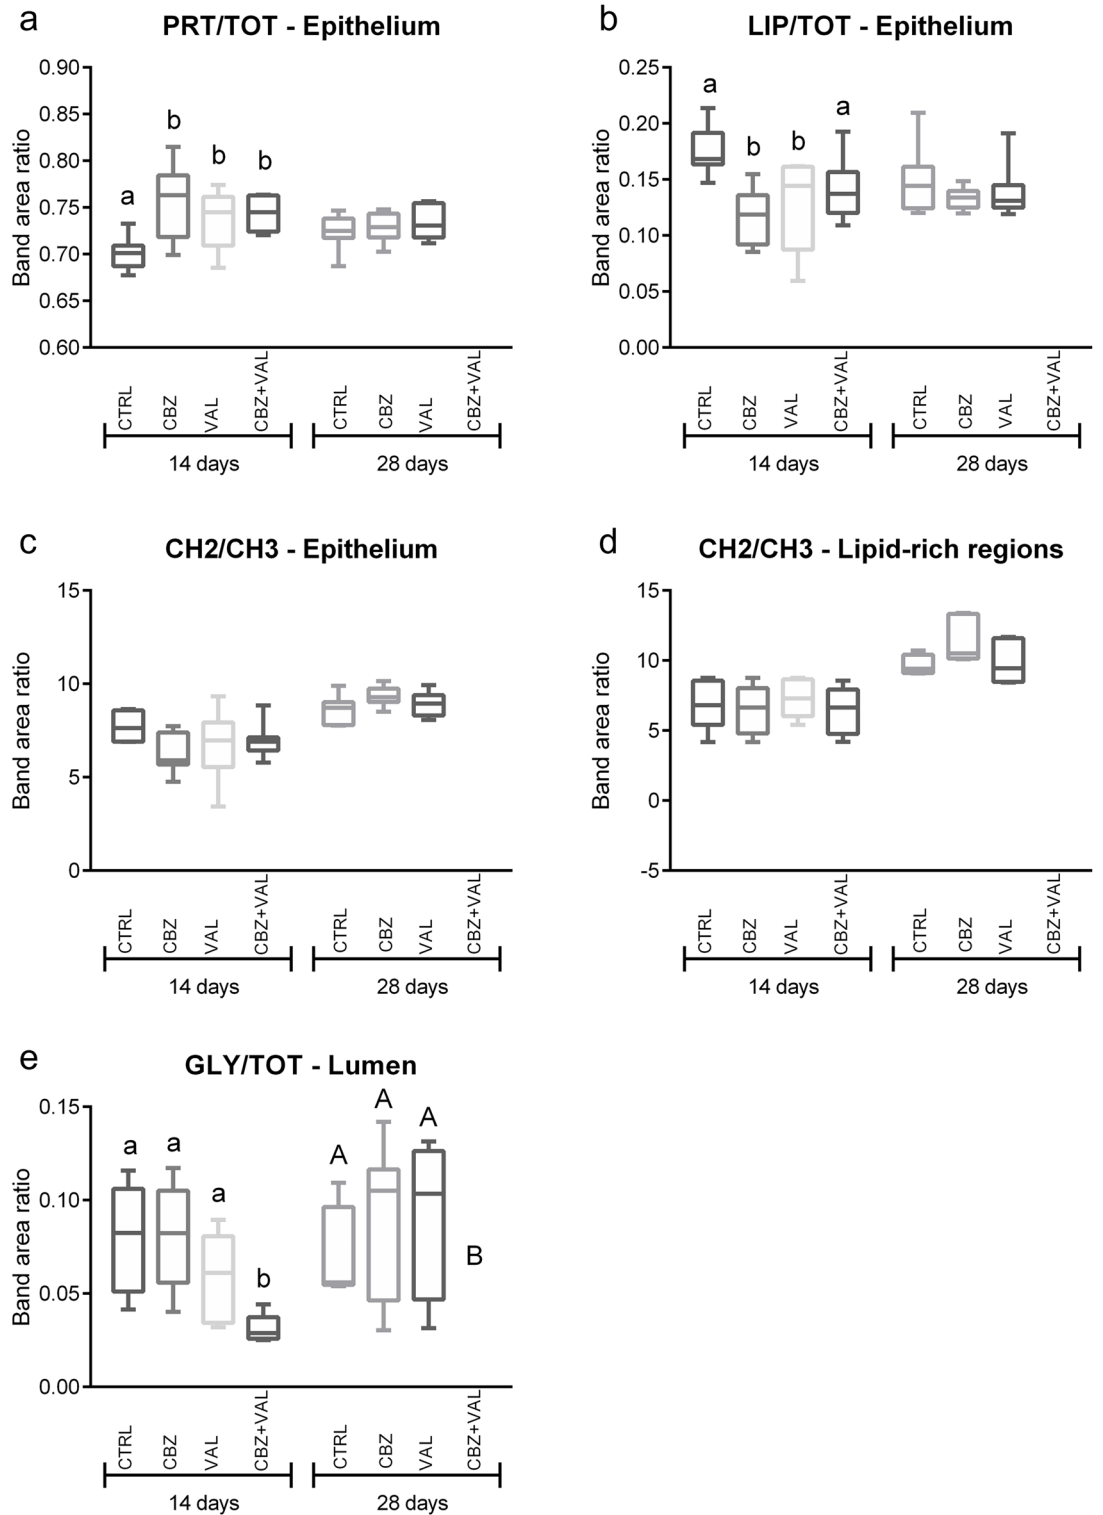 a
PRT/TOT - Epithelium
Band area ratio
0.90
0.85
0.80
0.75
0.70
0.65
0.60
a
b
b
b
CTRL
CBZ
VAL
CBZ+VAL
CTRL
CBZ
VAL
CBZ+VAL
14 days
28 days
b
LIP/TOT - Epithelium
Band area ratio
0.25
0.20
0.15
0.10
0.05
0.00
a
b
b
a
CTRL
CBZ
VAL
CBZ+VAL
CTRL
CBZ
VAL
CBZ+VAL
14 days
28 days
c
CH2/CH3 - Epithelium
Band area ratio
15
10
5
0
CTRL
CBZ
VAL
CBZ+VAL
CTRL
CBZ
VAL
CBZ+VAL
14 days
28 days
d
CH2/CH3 - Lipid-rich regions
Band area ratio
15
10
5
0
-5
CTRL
CBZ
VAL
CBZ+VAL
CTRL
CBZ
VAL
CBZ+VAL
14 days
28 days
e
GLY/TOT - Lumen
Band area ratio
0.15
0.10
0.05
0.00
a
a
a
b
A
A
A
B
CTRL
CBZ
VAL
CBZ+VAL
CTRL
CBZ
VAL
CBZ+VAL
14 days
28 days